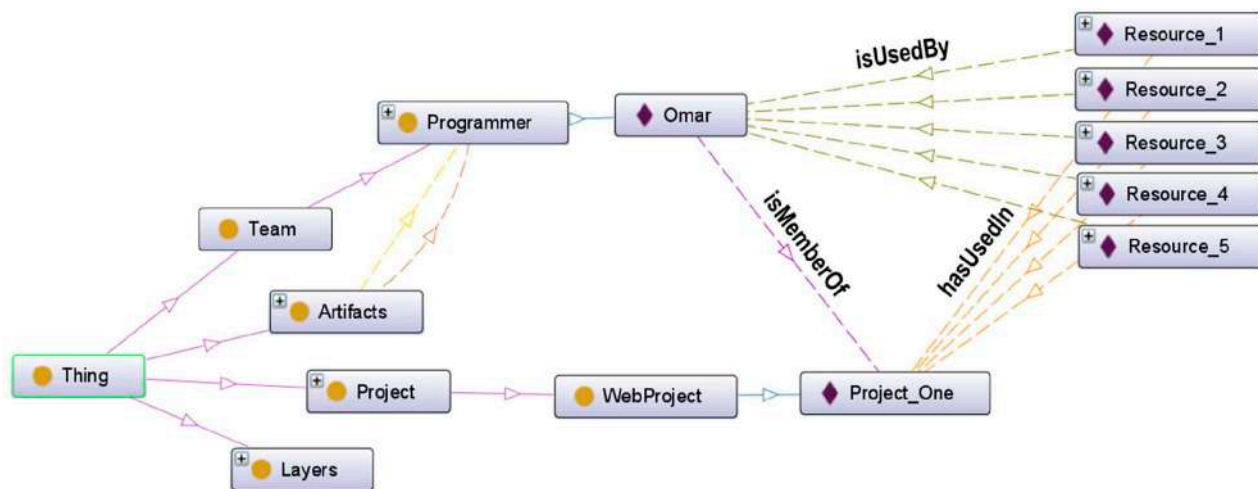 Resource_1
isUsedBy
Resource_2
Programmer
Omar
Resource_3
Resource_4
Team
isMemberOf
hasUsedIn
Resource_5
Artifacts
Thing
Project
WebProject
Project_One
Layers